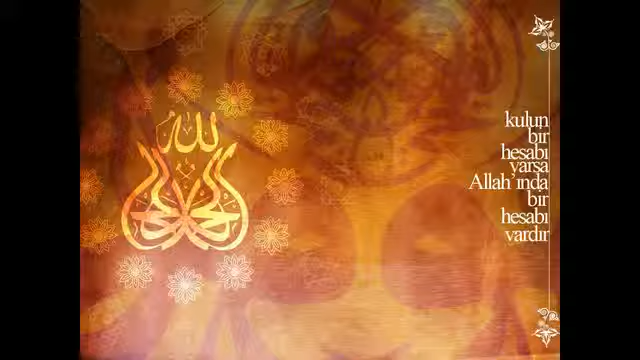 kulun
bir
hesabı
varsa
Allah'ında
bir
hesabı
vardır